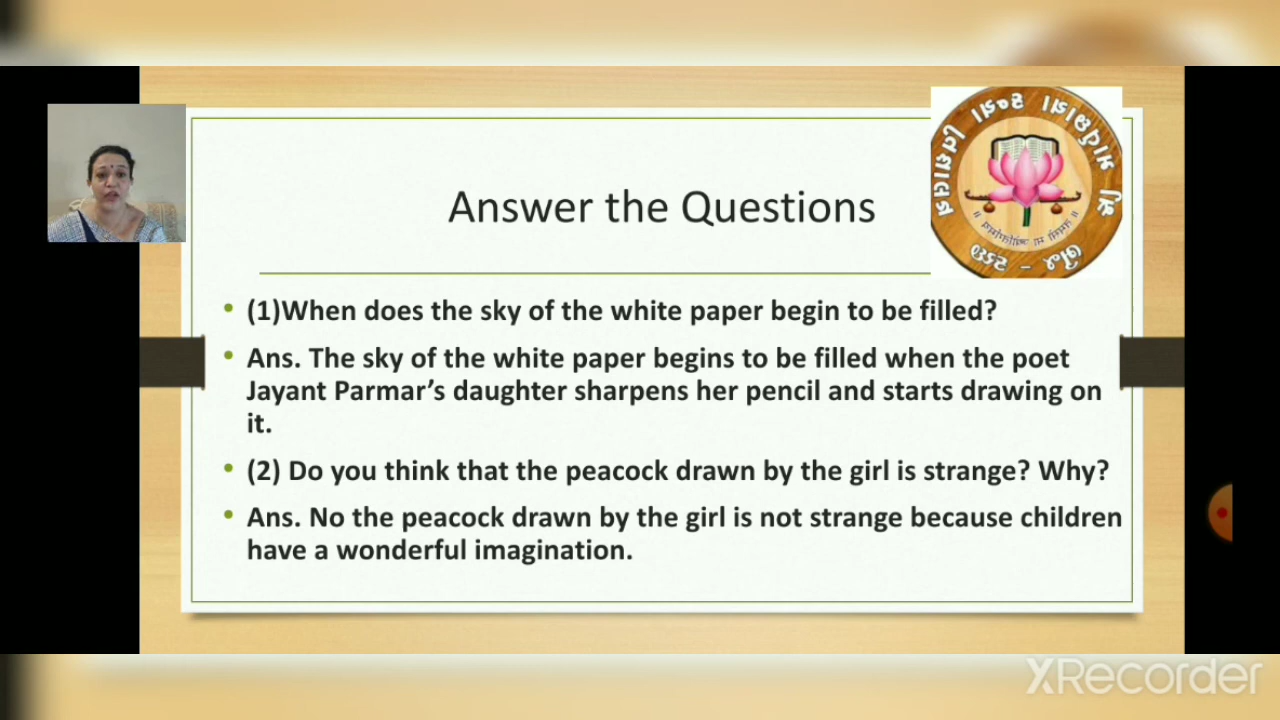 Answer the Questions
• (1)When does the sky of the white paper begin to be filled?
• Ans. The sky of the white paper begins to be filled when the poet
Jayant Parmar’s daughter sharpens her pencil and starts drawing on
it.
• (2) Do you think that the peacock drawn by the girl is strange? Why?
• Ans. No the peacock drawn by the girl is not strange because children
have a wonderful imagination.
XRecorder